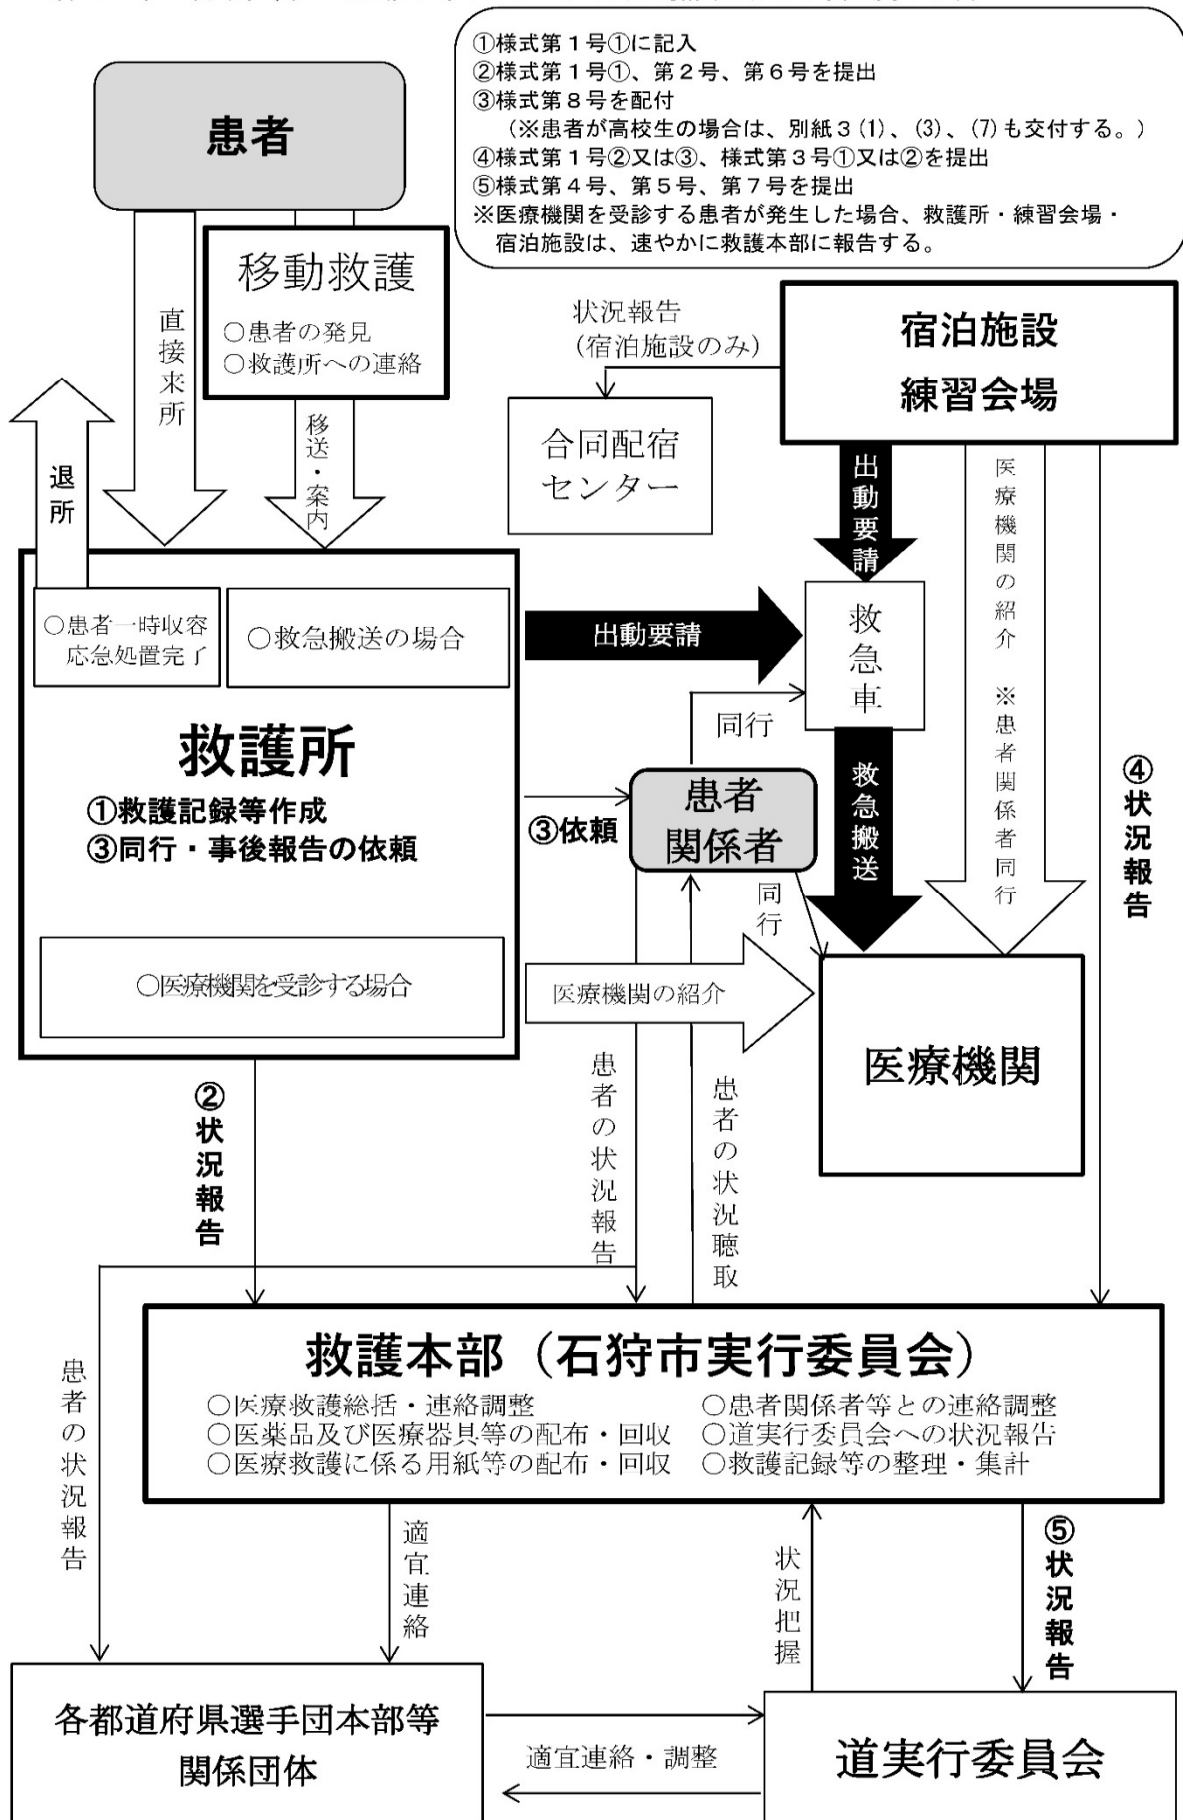 ①様式第1号①に記入
②様式第1号①、第2号、第6号を提出
③様式第8号を配付
（※患者が高校生の場合は、別紙3(1)、(3)、(7)も交付する。）
④様式第1号②又は③、様式第3号①又は②を提出
⑤様式第4号、第5号、第7号を提出
※医療機関を受診する患者が発生した場合、救護所・練習会場・
宿泊施設は、速やかに救護本部に報告する。
患者
移動救護
○患者の発見
○救護所への連絡
直接来所
移送・案内
退所
状況報告
（宿泊施設のみ）
宿泊施設
練習会場
合同配宿
センター
出動要請
医療機関の紹介　※患者関係者同行
④状況報告
○患者一時収容
応急処置完了
○救急搬送の場合
出動要請
救急車
同行
救護所
①救護記録等作成
③同行・事後報告の依頼
③依頼
患者
関係者
救急搬送
同行
○医療機関を受診する場合
医療機関の紹介
医療機関
②状況報告
患者の状況報告
患者の状況聴取
救護本部（石狩市実行委員会）
○医療救護総括・連絡調整
○患者関係者等との連絡調整
○医薬品及び医療器具等の配布・回収
○道実行委員会への状況報告
○医療救護に係る用紙等の配布・回収
○救護記録等の整理・集計
患者の状況報告
適宜連絡
状況把握
⑤状況報告
各都道府県選手団本部等
関係団体
適宜連絡・調整
道実行委員会